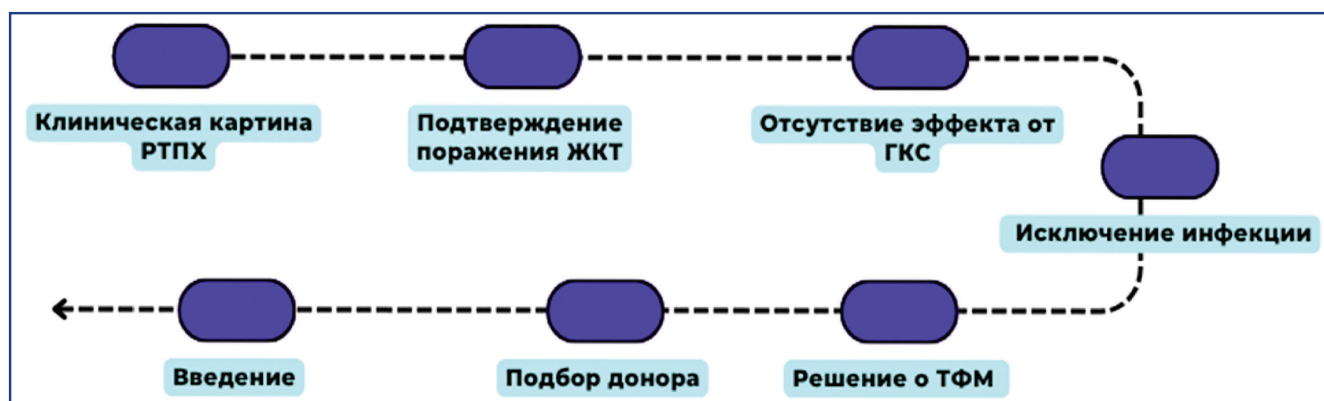 Клиническая картина
РТПХ
Подтверждение
поражения ЖКТ
Отсутствие эффекта от
ГКС
Исключение инфекции
Решение о ТФМ
Подбор донора
Введение